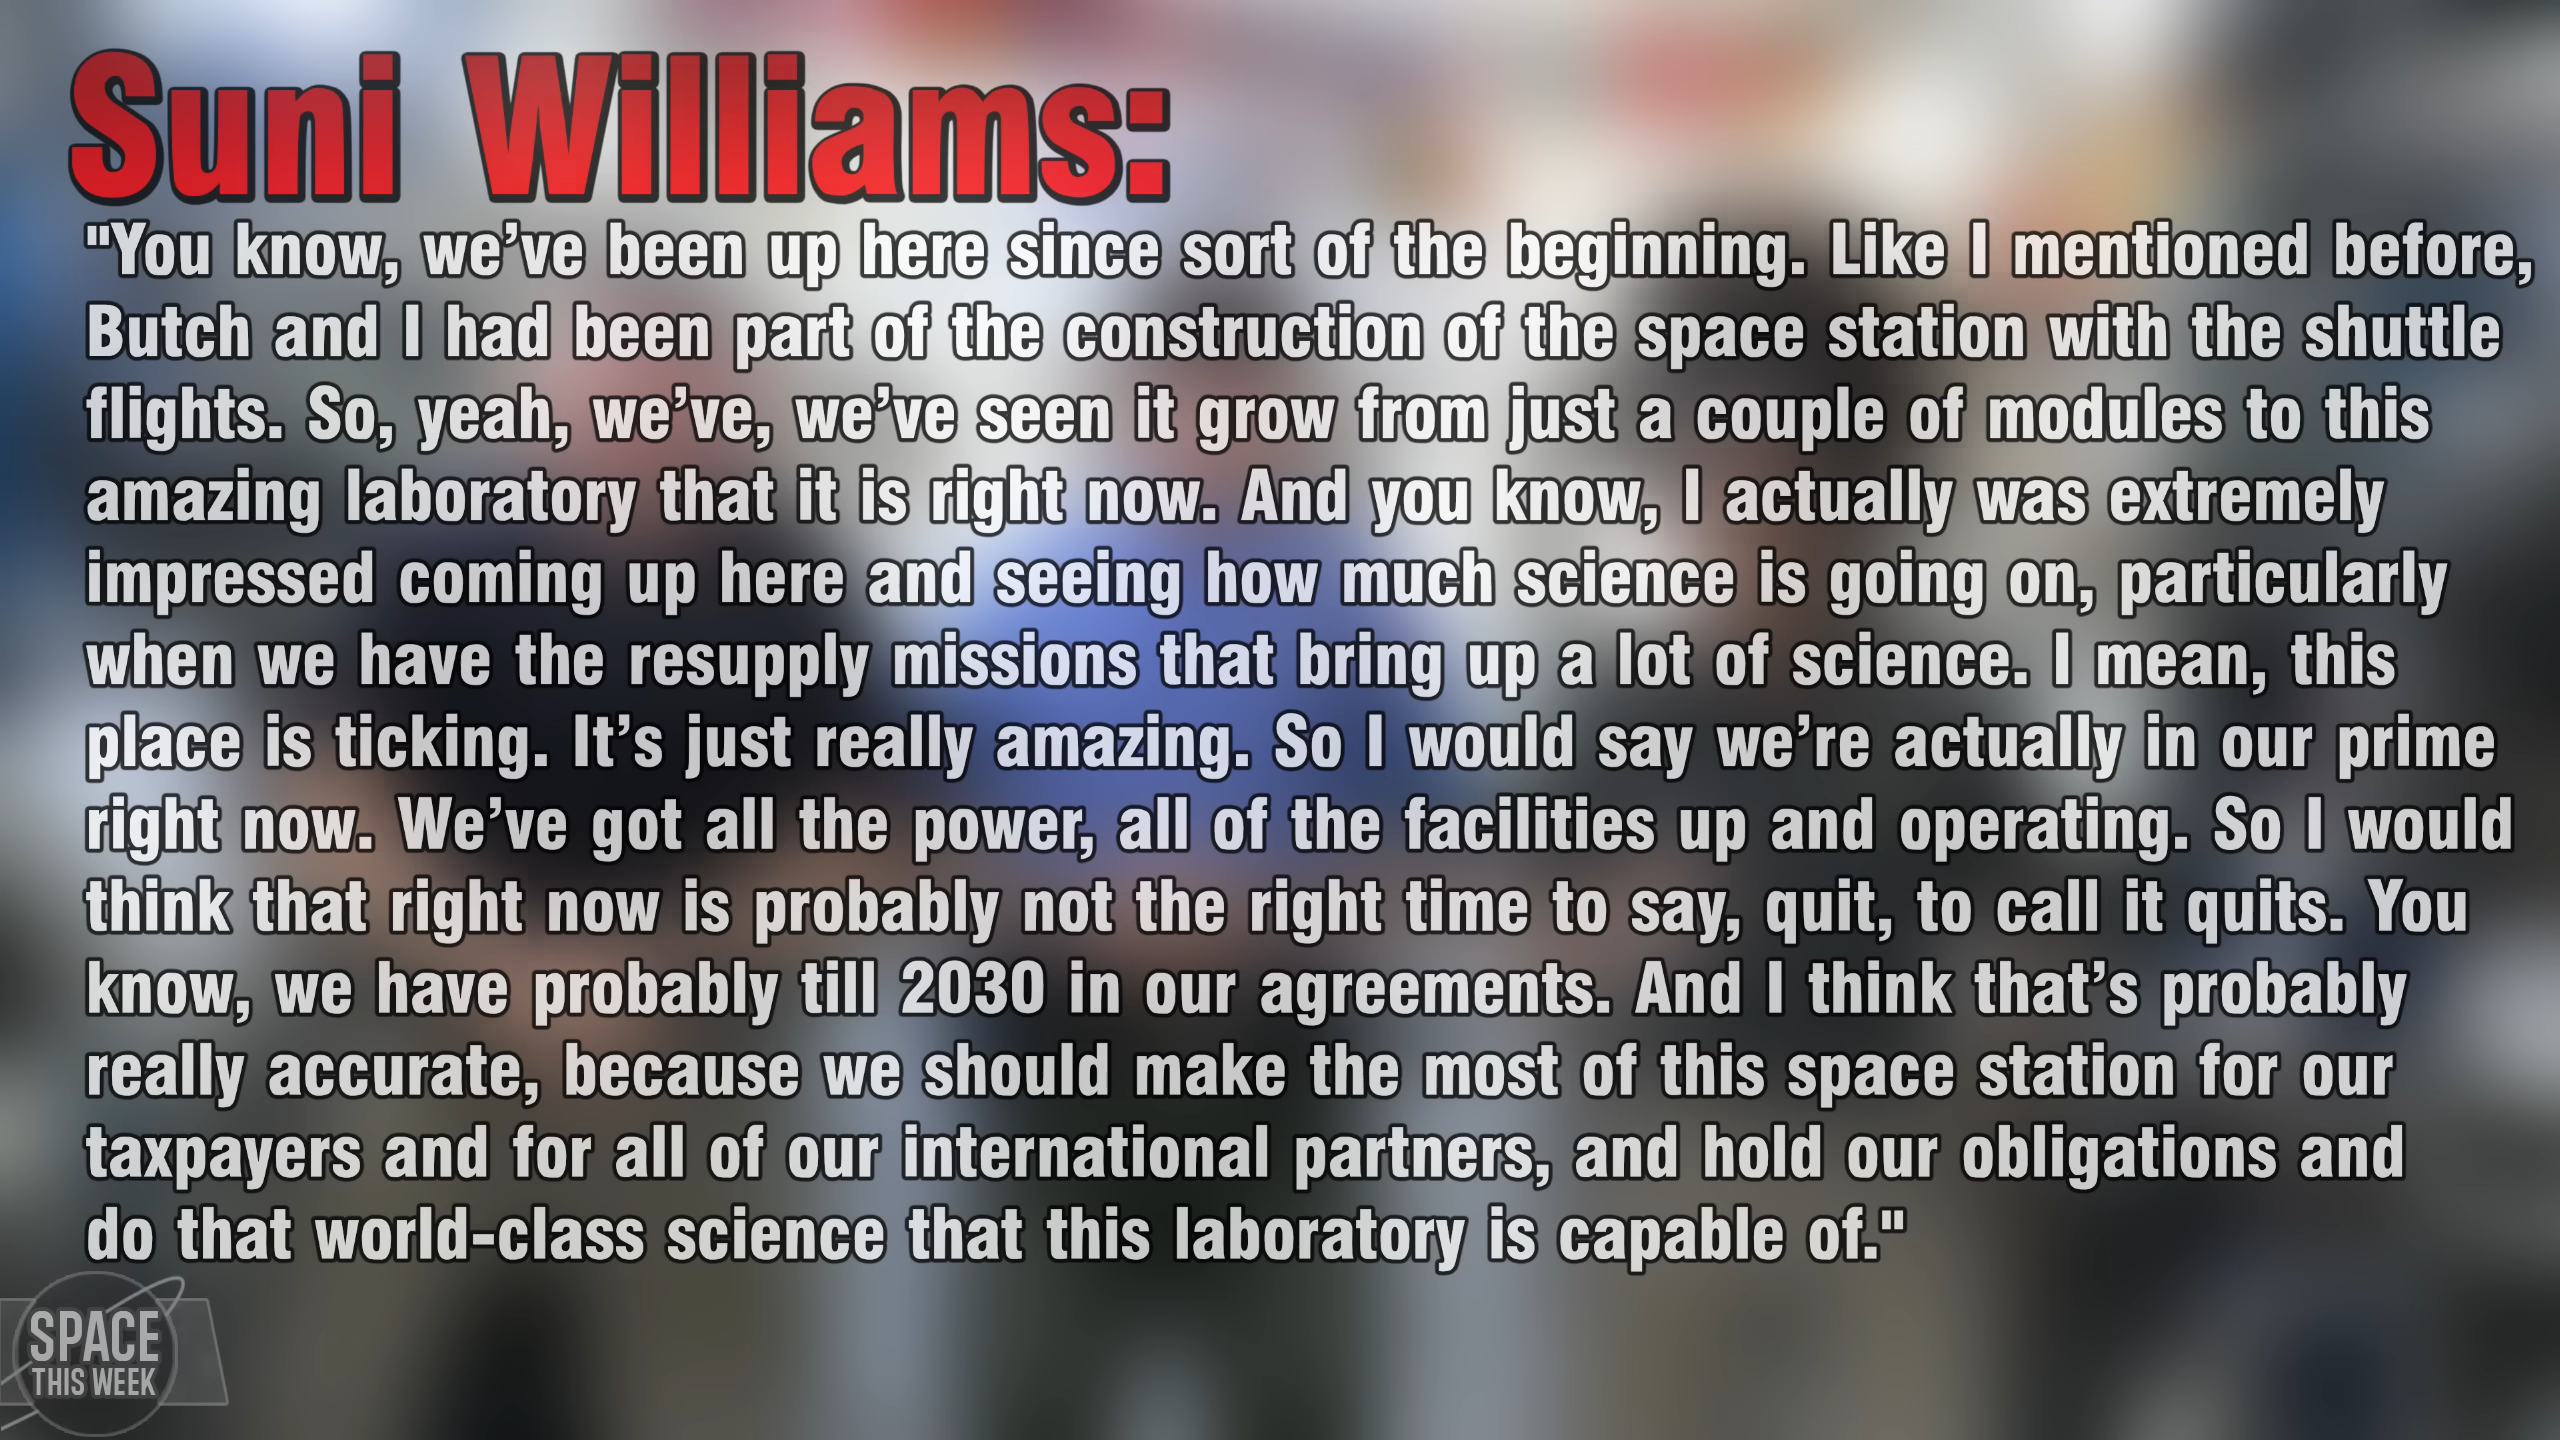 Suni Williams:
"You know, we’ve been up here since sort of the beginning. Like I mentioned before,
Butch and I had been part of the construction of the space station with the shuttle
flights. So, yeah, we’ve, we’ve seen it grow from just a couple of modules to this
amazing laboratory that it is right now. And you know, I actually was extremely
impressed coming up here and seeing how much science is going on, particularly
when we have the resupply missions that bring up a lot of science. I mean, this
place is ticking. It’s just really amazing. So I would say we’re actually in our prime
right now. We’ve got all the power, all of the facilities up and operating. So I would
think that right now is probably not the right time to say, quit, to call it quits. You
know, we have probably till 2030 in our agreements. And I think that’s probably
really accurate, because we should make the most of this space station for our
taxpayers and for all of our international partners, and hold our obligations and
do that world-class science that this laboratory is capable of."
SPACE
THIS WEEK